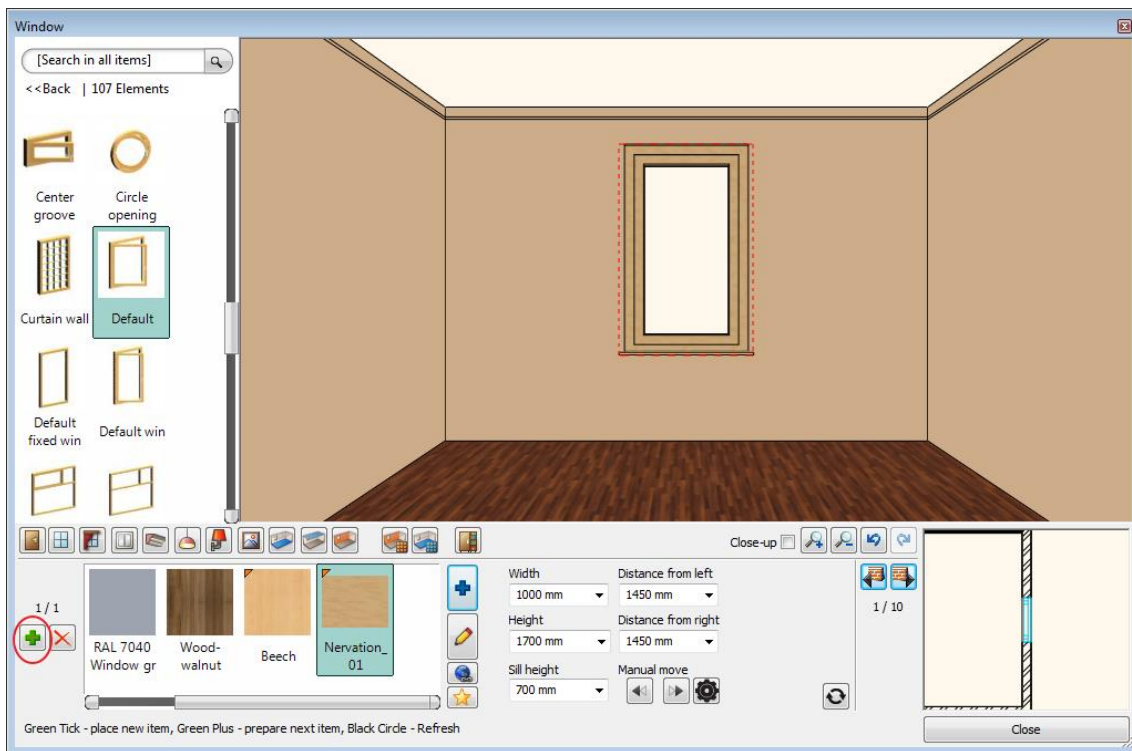 Window
[Search in all items]
<<Back | 107 Elements
Center
groove
Circle
opening
Curtain wall
Default
Default
fixed win
Default win
Close-up
1 / 1
RAL 7040
Window gr
Wood-
walnut
Beech
Nervation_
01
Width
1000 mm
Distance from left
1450 mm
Height
1700 mm
Distance from right
1450 mm
Sill height
700 mm
Manual move
1 / 10
Green Tick - place new item, Green Plus - prepare next item, Black Circle - Refresh
Close